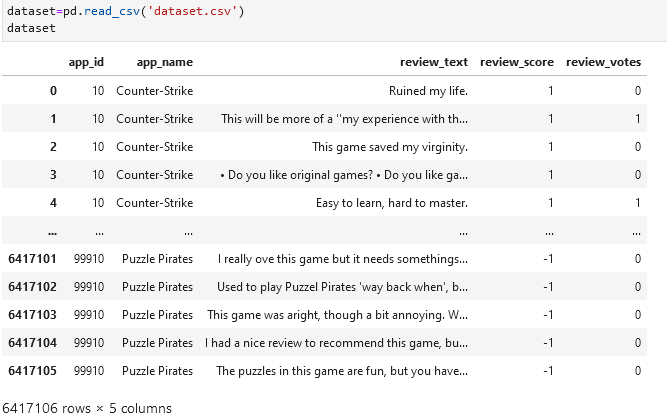 dataset=pd.read_csv('dataset.csv')
dataset
app_id app_name review_text review_score review_votes
0 10 Counter-Strike Ruined my life. 1 0
1 10 Counter-Strike This will be more of a ''my experience with th... 1 1
2 10 Counter-Strike This game saved my virginity. 1 0
3 10 Counter-Strike • Do you like original games? • Do you like ga... 1 0
4 10 Counter-Strike Easy to learn, hard to master. 1 1
... ... ... ... ... ...
6417101 99910 Puzzle Pirates I really ove this game but it needs somethings... -1 0
6417102 99910 Puzzle Pirates Used to play Puzzel Pirates 'way back when', b... -1 0
6417103 99910 Puzzle Pirates This game was aright, though a bit annoying. W... -1 0
6417104 99910 Puzzle Pirates I had a nice review to recommend this game, bu... -1 0
6417105 99910 Puzzle Pirates The puzzles in this game are fun, but you have... -1 0
6417106 rows × 5 columns